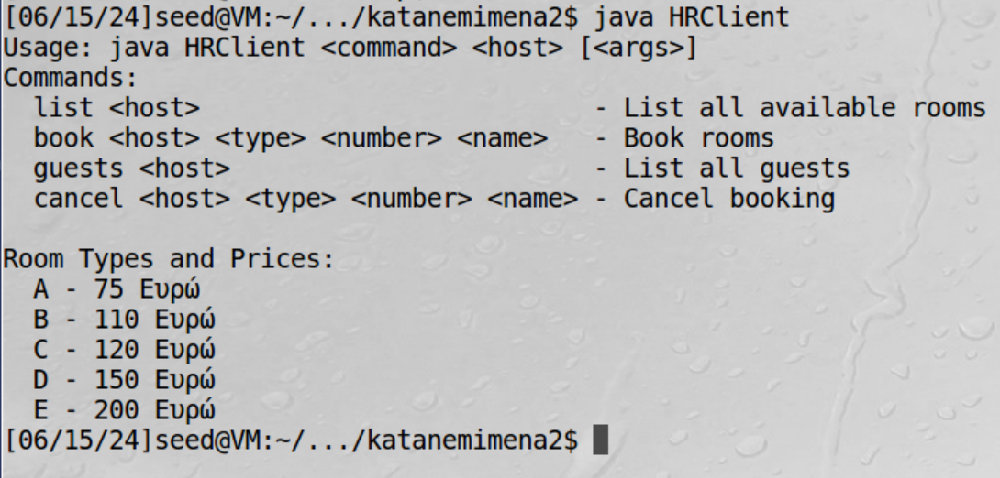 [06/15/24]seed@VM:~/.../katanemimena2$ java HRClient
Usage: java HRClient <command> <host> [<args>]
Commands:
  list <host>                          - List all available rooms
  book <host> <type> <number> <name>   - Book rooms
  guests <host>                        - List all guests
  cancel <host> <type> <number> <name> - Cancel booking

Room Types and Prices:
  A - 75 Ευρώ
  B - 110 Ευρώ
  C - 120 Ευρώ
  D - 150 Ευρώ
  E - 200 Ευρώ
[06/15/24]seed@VM:~/.../katanemimena2$